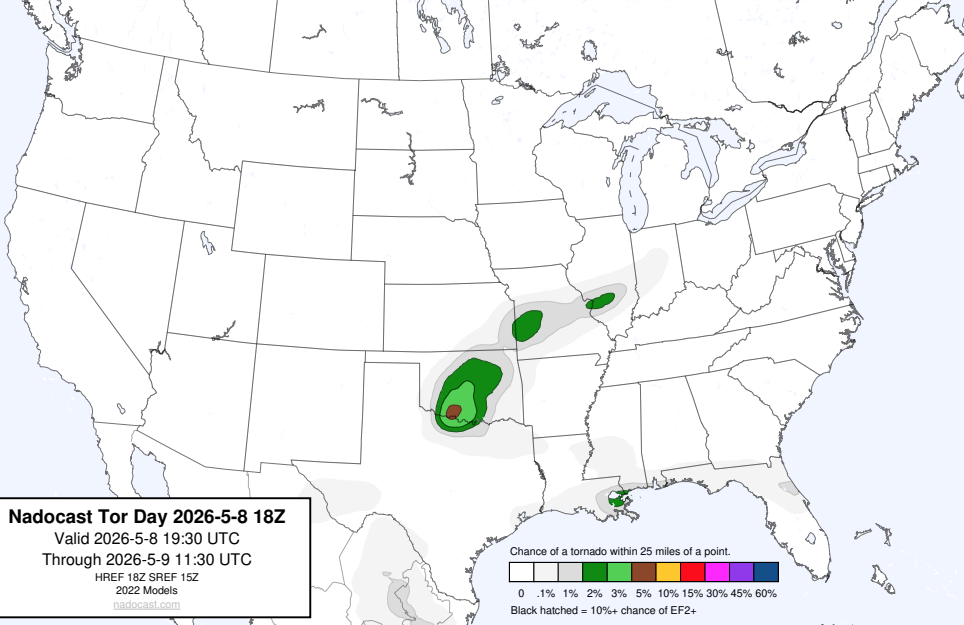 Nadocast Tor Day 2026-5-8 18Z
Valid 2026-5-8 19:30 UTC
Through 2026-5-9 11:30 UTC
HREF 18Z SREF 15Z
2022 Models
nadocast.com
Chance of a tornado within 25 miles of a point.
0 .1% 1% 2% 3% 5% 10% 15% 30% 45% 60%
Black hatched = 10%+ chance of EF2+